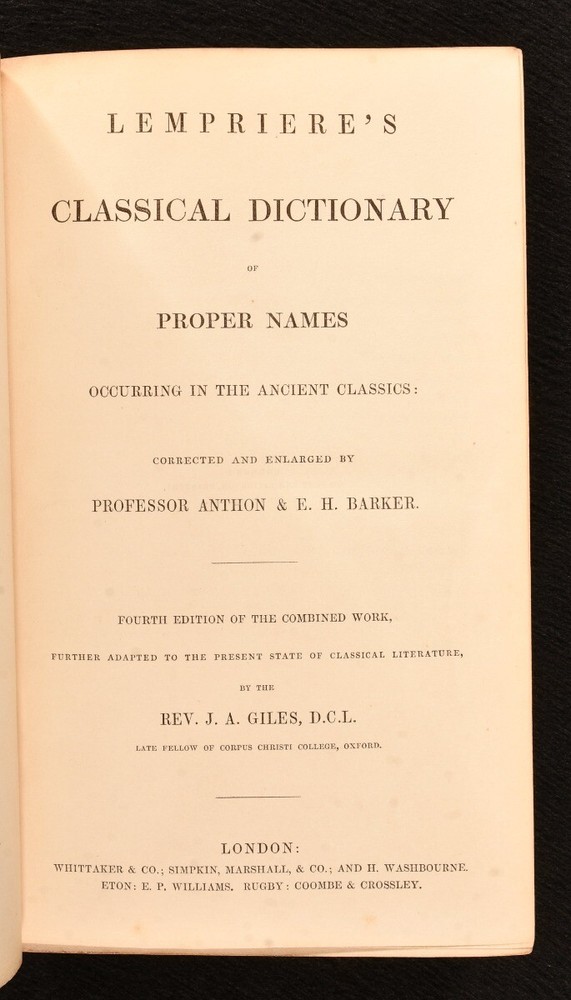 LEMPRIERE'S
CLASSICAL DICTIONARY
OF
PROPER NAMES
OCCURRING IN THE ANCIENT CLASSICS:
CORRECTED AND ENLARGED BY
PROFESSOR ANTHON & E. H. BARKER.
FOURTH EDITION OF THE COMBINED WORK,
FURTHER ADAPTED TO THE PRESENT STATE OF CLASSICAL LITERATURE,
BY THE
REV. J. A. GILES, D.C.L.
LATE FELLOW OF CORPUS CHRISTI COLLEGE, OXFORD.
LONDON:
WHITTAKER & CO.; SIMPKIN, MARSHALL, & CO.; AND H. WASHBOURNE.
ETON: E. P. WILLIAMS. RUGBY: COOMBE & CROSSLEY.